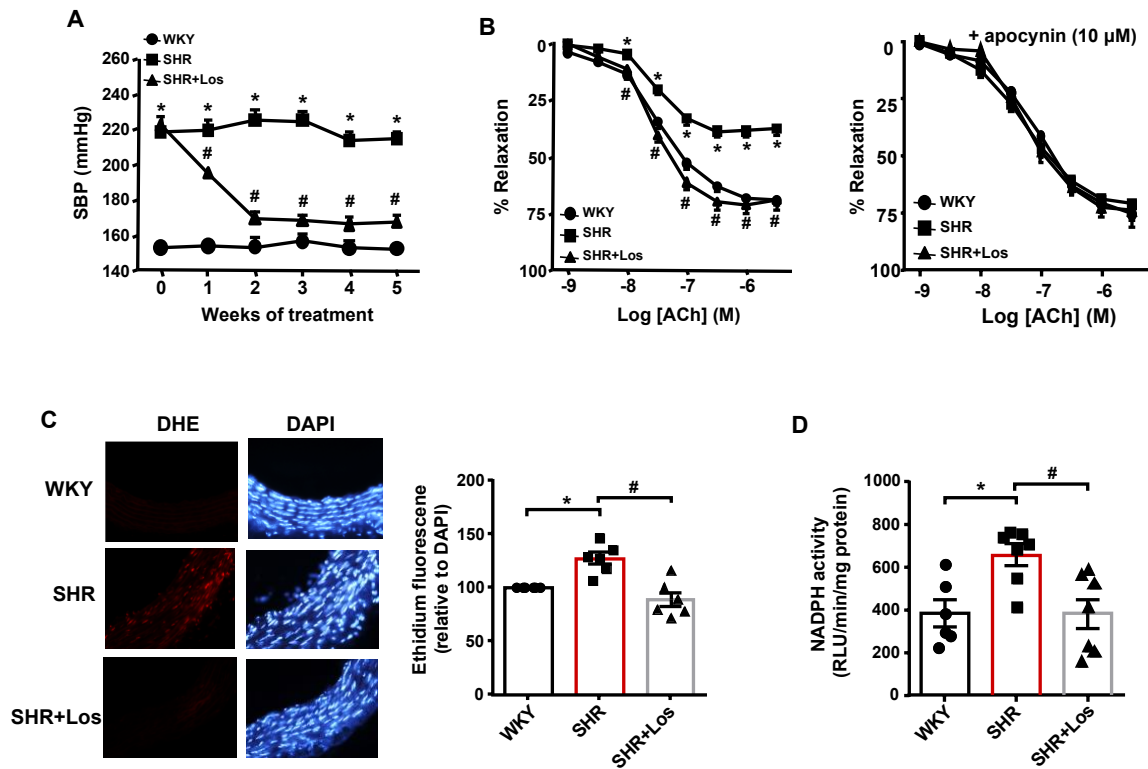 A
WKY
SHR
SHR+Los
260
240
220
200
180
160
140
SBP (mmHg)
* * * * * *
# # # # #
0 1 2 3 4 5
Weeks of treatment
B
0
25
50
75
100
% Relaxation
* * * * * *
# # # # # #
WKY
SHR
SHR+Los
-9 -8 -7 -6
Log [ACh] (M)
+ apocynin (10 µM)
0
25
50
75
100
% Relaxation
WKY
SHR
SHR+Los
-9 -8 -7 -6
Log [ACh] (M)
C
DHE DAPI
WKY
SHR
SHR+Los
Ethidium fluorescene
(relative to DAPI)
200
150
100
50
0
* #
WKY SHR SHR+Los
D
NADPH activity
(RLU/min/mg protein)
1000
800
600
400
200
0
* #
WKY SHR SHR+Los